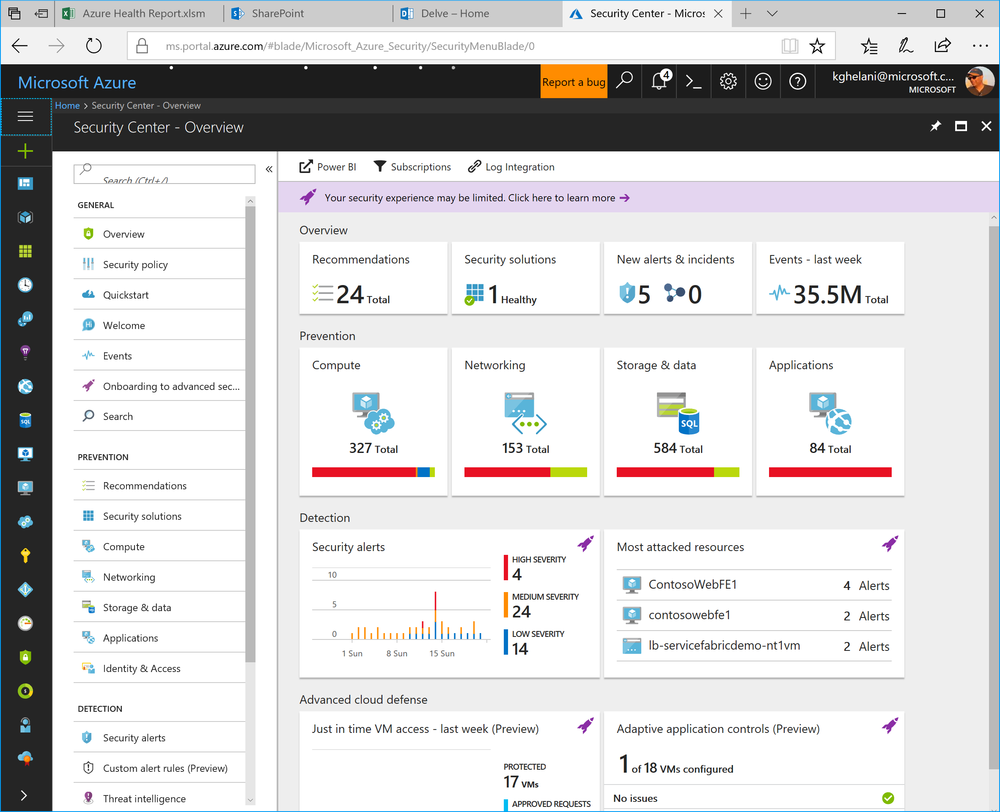 Azure Health Report.xlsm
SharePoint
Delve – Home
Security Center - Micros
ms.portal.azure.com/#blade/Microsoft_Azure_Security/SecurityMenuBlade/0
Microsoft Azure
Report a bug
4
kghelani@microsoft.c...
MICROSOFT
Home > Security Center - Overview
Security Center - Overview
Search (Ctrl+/)
GENERAL
Overview
Security policy
Quickstart
Hi
Welcome
Events
Onboarding to advanced sec...
Search
PREVENTION
Recommendations
Security solutions
Compute
Networking
SQL
Storage & data
Applications
Identity & Access
DETECTION
Security alerts
Custom alert rules (Preview)
Threat intelligence
SQL
Power BI
Subscriptions
Log Integration
Your security experience may be limited. Click here to learn more
Overview
Recommendations
24 Total
Security solutions
1 Healthy
New alerts & incidents
5 0
Events - last week
35.5M Total
Prevention
Compute
327 Total
Networking
153 Total
Storage & data
SQL
584 Total
Applications
84 Total
Detection
Security alerts
10
5
0
1 Sun 8 Sun 15 Sun
HIGH SEVERITY
4
MEDIUM SEVERITY
24
LOW SEVERITY
14
Most attacked resources
ContosoWebFE1 4 Alerts
contosowebfe1 2 Alerts
lb-servicefabricdemo-nt1vm 2 Alerts
Advanced cloud defense
Just in time VM access - last week (Preview)
PROTECTED
17 VMs
APPROVED REQUESTS
Adaptive application controls (Preview)
1 of 18 VMs configured
No issues